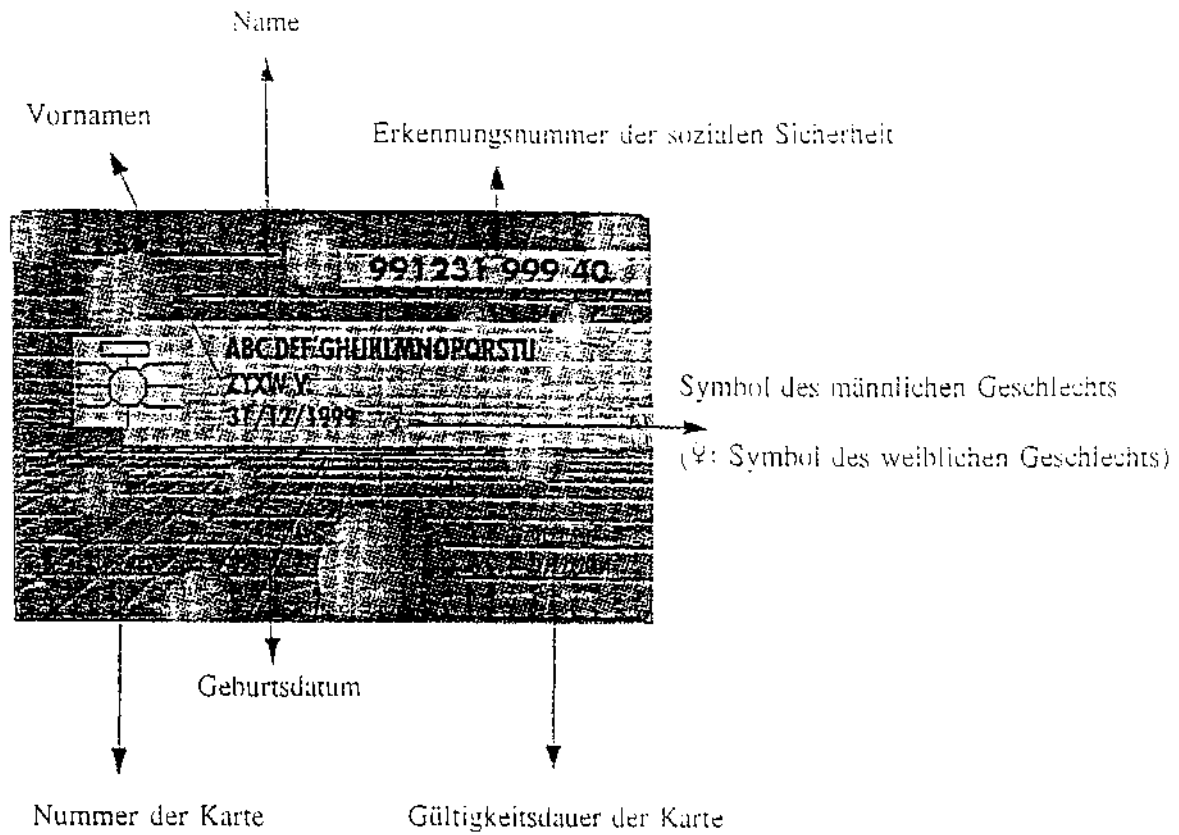 Name
Vornamen
Erkennungsnummer der sozialen Sicherheit
991231 999 40
ABC DEF GHIJKLMNOPQRSTU
ZYXW V.
31/12/1999 ♂
Symbol des männlichen Geschlechts
(♀: Symbol des weiblichen Geschlechts)
Geburtsdatum
Nummer der Karte
Gültigkeitsdauer der Karte